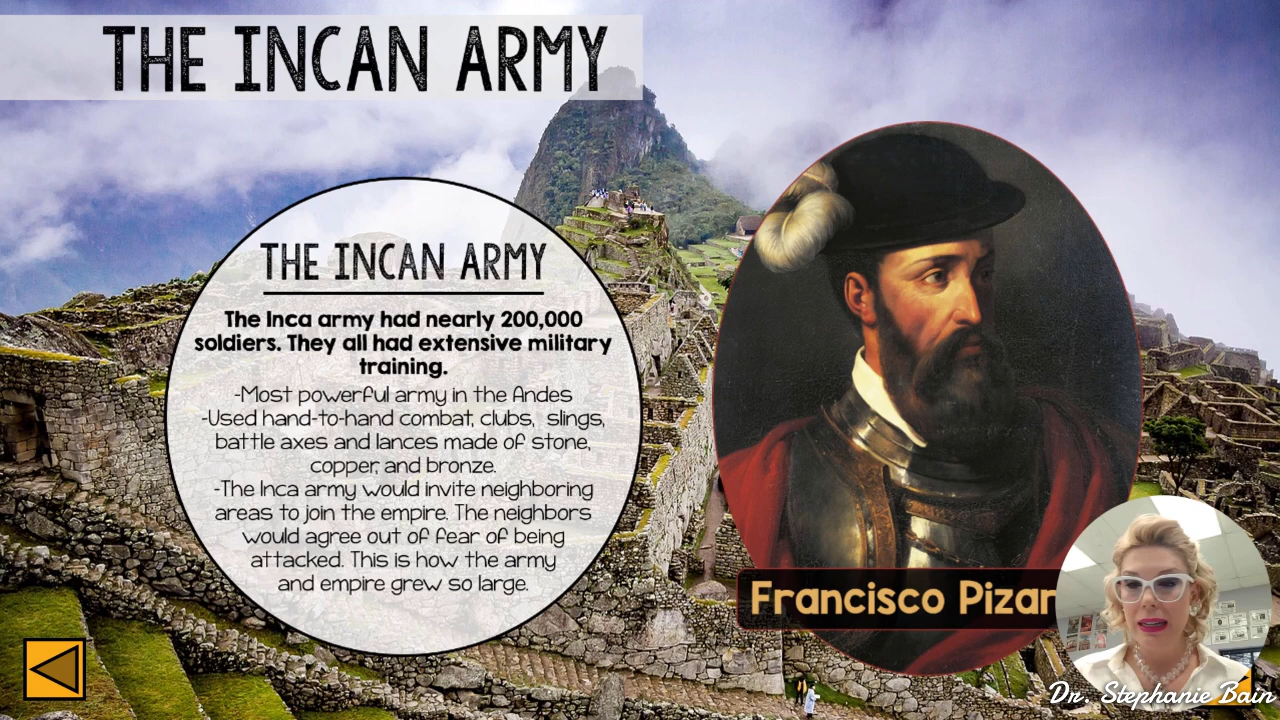 THE INCAN ARMY
THE INCAN ARMY
The Inca army had nearly 200,000
soldiers. They all had extensive military
training.
-Most powerful army in the Andes
-Used hand-to-hand combat, clubs, slings,
battle axes and lances made of stone,
copper, and bronze.
-The Inca army would invite neighboring
areas to join the empire. The neighbors
would agree out of fear of being
attacked. This is how the army
and empire grew so large.
Francisco Pizar
Dr. Stephanie Bain